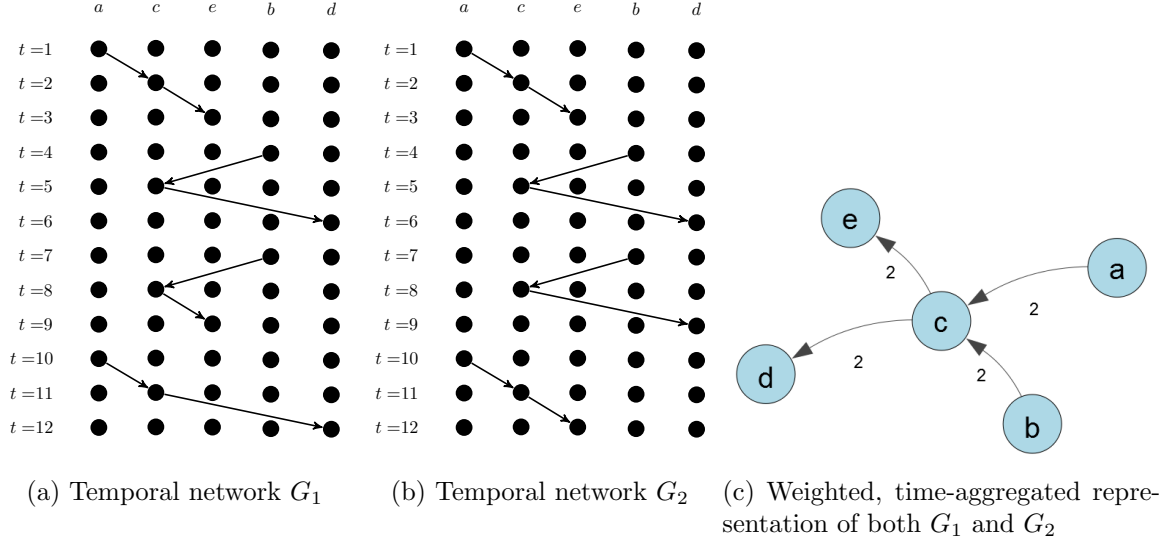 a c e b d
t =1
t =2
t =3
t =4
t =5
t =6
t =7
t =8
t =9
t =10
t =11
t =12
(a) Temporal network G1
a c e b d
t =1
t =2
t =3
t =4
t =5
t =6
t =7
t =8
t =9
t =10
t =11
t =12
(b) Temporal network G2
e
a
2
2
c
d
2
2
b
(c) Weighted, time-aggregated repre-
sentation of both G1 and G2